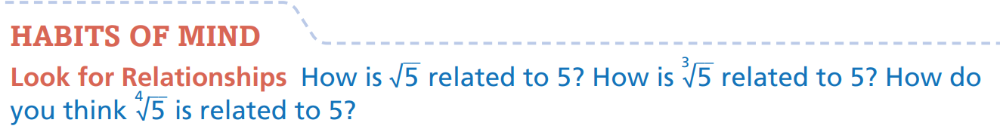 HABITS OF MIND
Look for Relationships How is √5 related to 5? How is ∛5 related to 5? How do
you think ∜5 is related to 5?